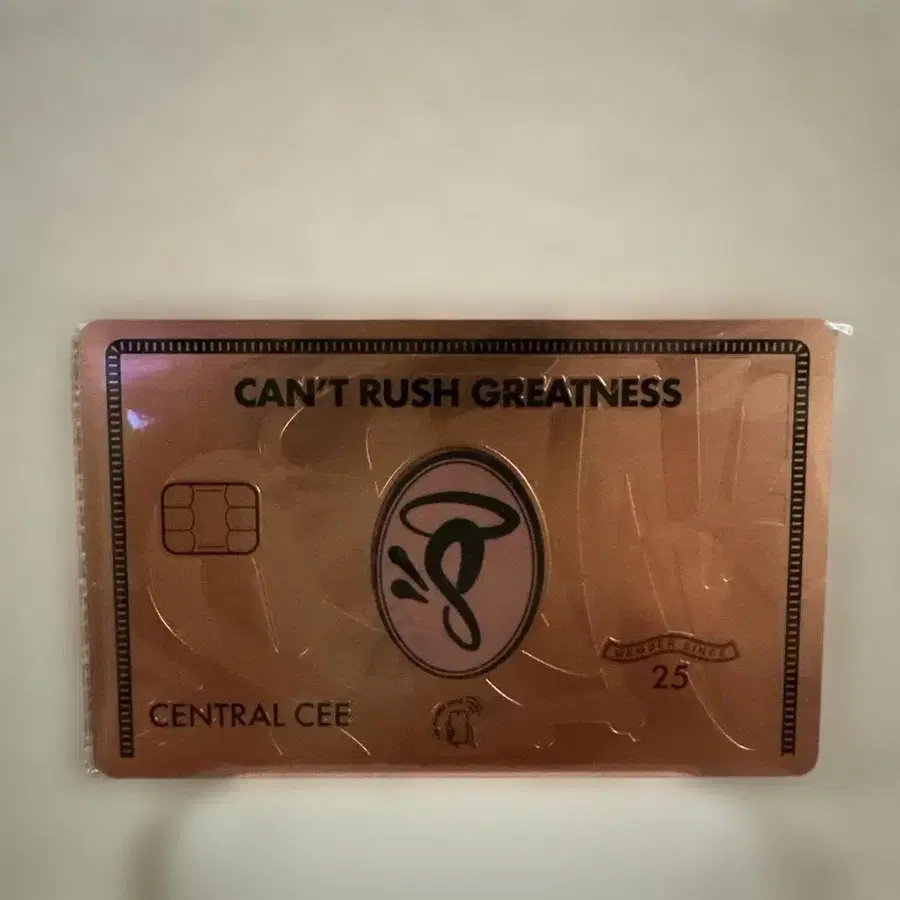 CAN'T RUSH GREATNESS
MEMBER SINCE
25
CENTRAL CEE